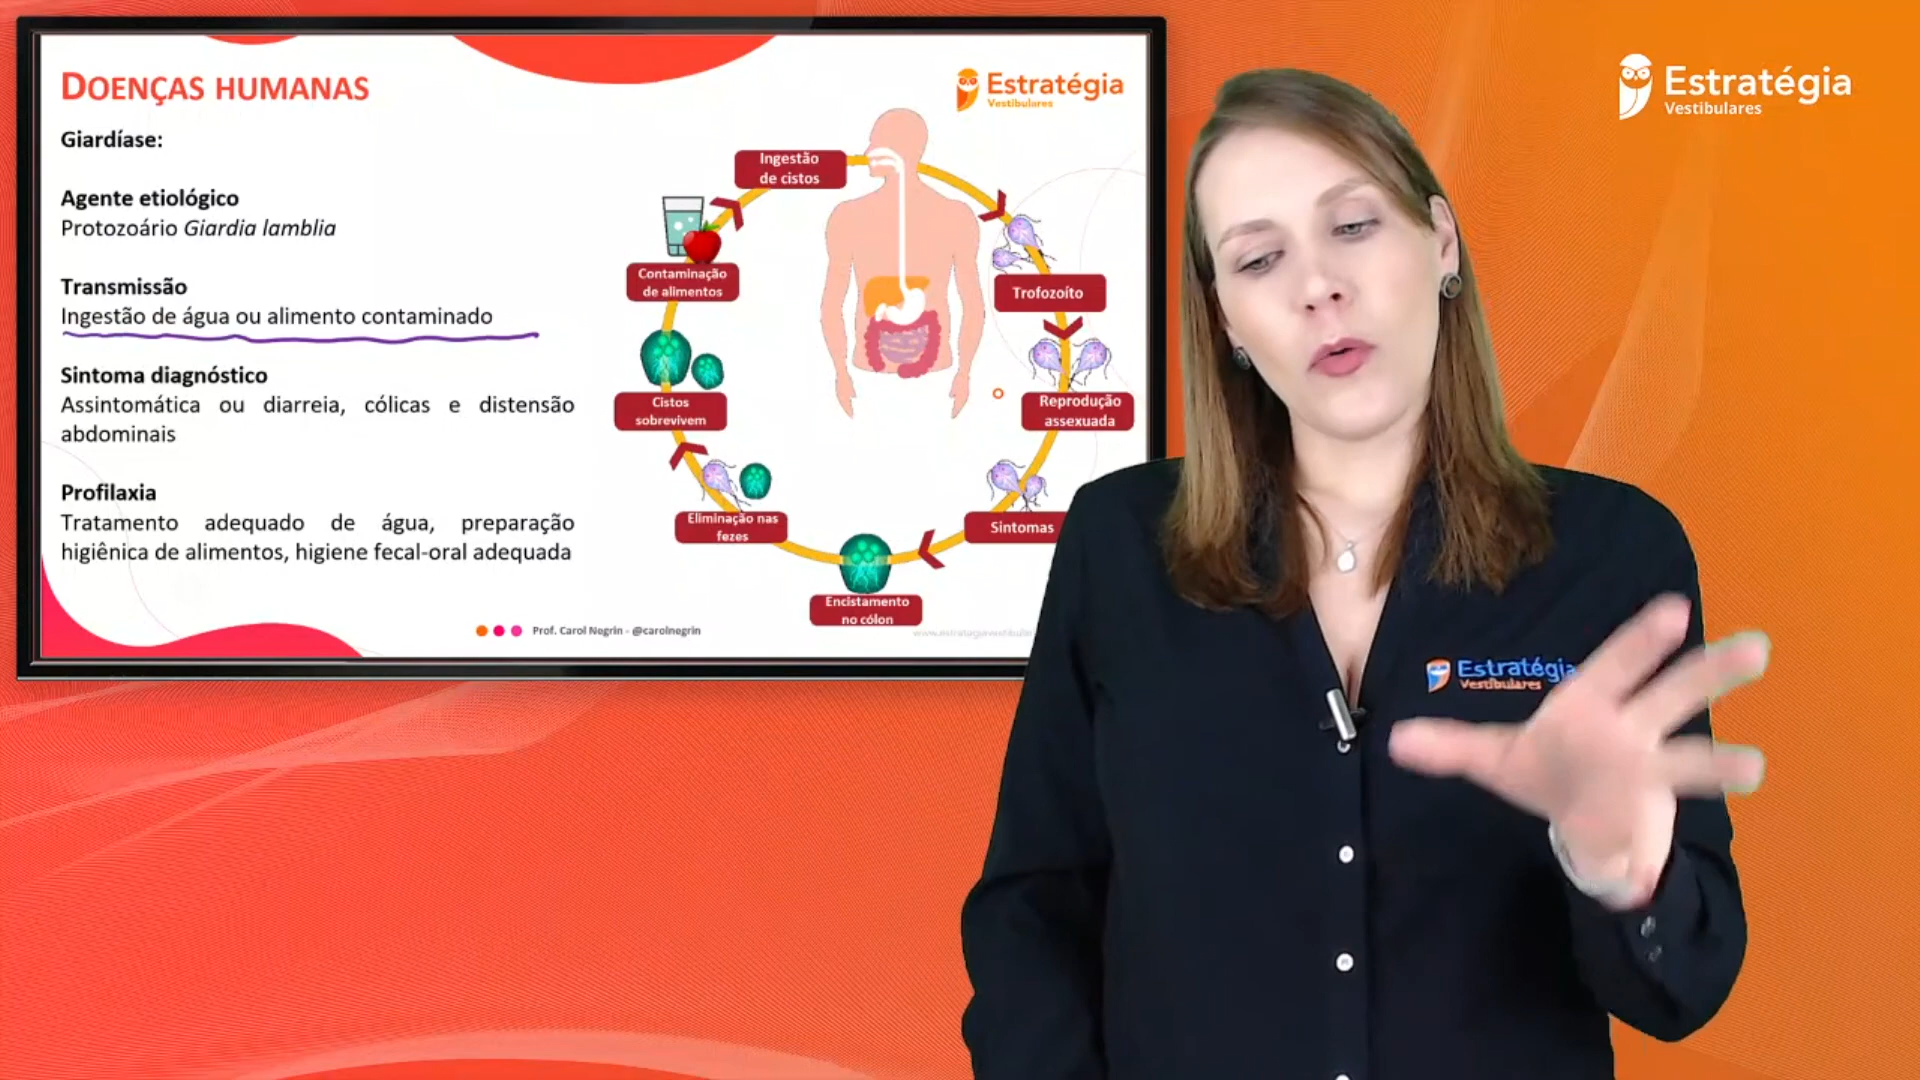 DOENÇAS HUMANAS
Estratégia
Vestibulares
Giardíase:
Agente etiológico
Protozoário Giardia lamblia
Transmissão
Ingestão de água ou alimento contaminado
Sintoma diagnóstico
Assintomática ou diarreia, cólicas e distensão
abdominais
Profilaxia
Tratamento adequado de água, preparação
higiênica de alimentos, higiene fecal-oral adequada
Ingestão
de cistos
Trofozoíto
Reprodução
assexuada
Sintomas
Encistamento
no cólon
Eliminação nas
fezes
Cistos
sobrevivem
Contaminação
de alimentos
Prof. Carol Negrin - @carolnegrin
Estratégia
Vestibulares
Estratégia
Vestibulares